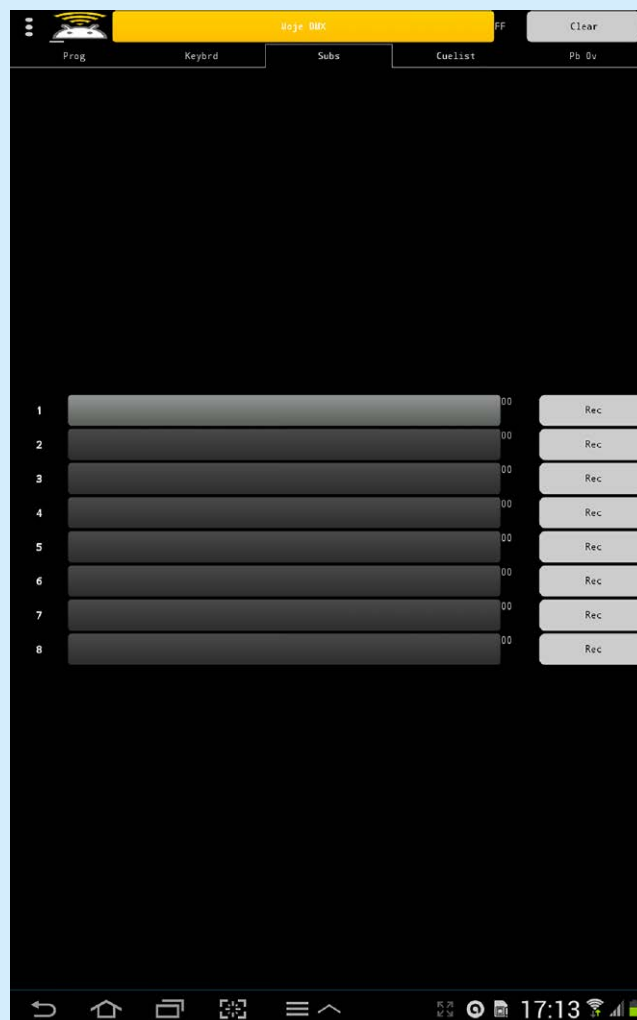 Woje DMX FF Clear
Prog Keybrd Subs Cuelist Pb Ov
1 00 Rec
2 00 Rec
3 00 Rec
4 00 Rec
5 00 Rec
6 00 Rec
7 00 Rec
8 00 Rec
17:13